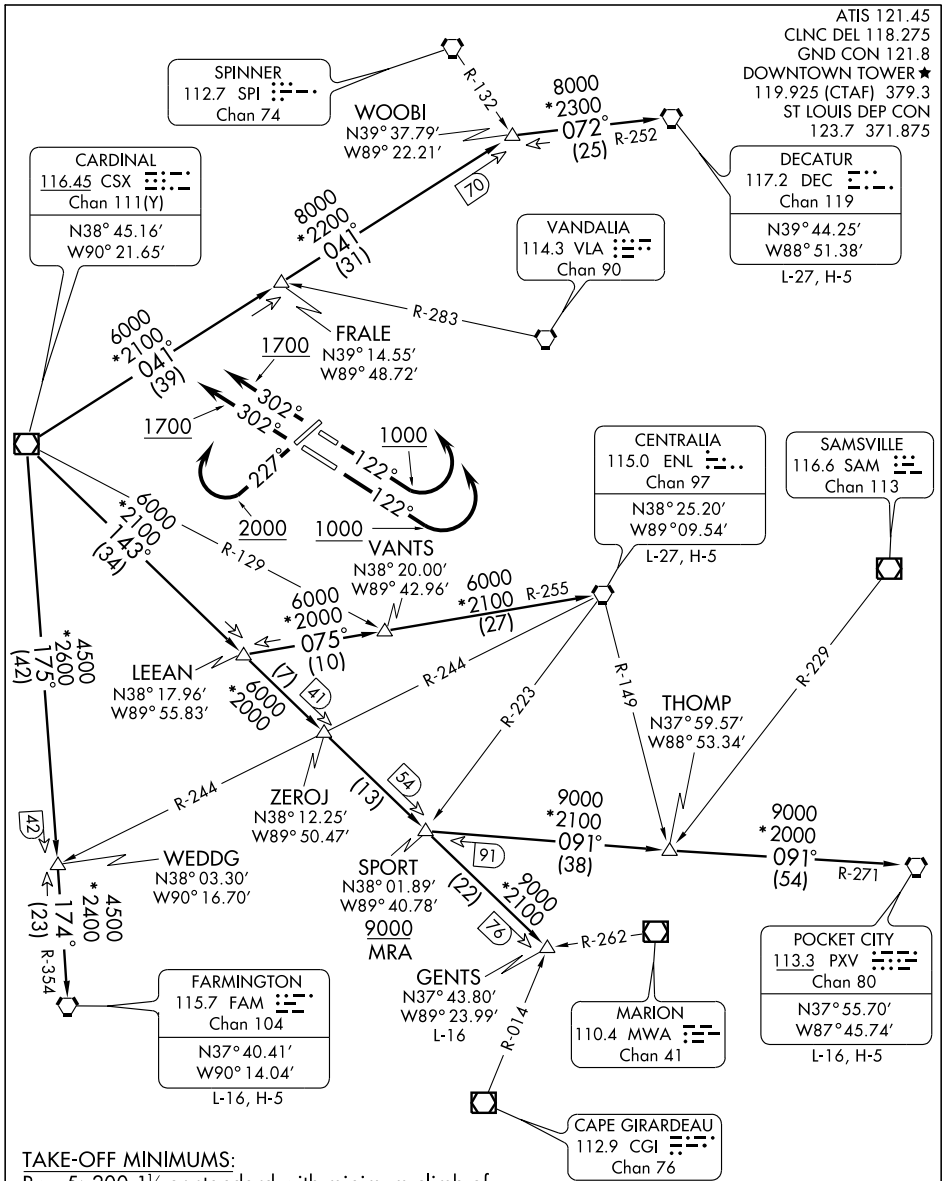 ATIS 121.45
CLNC DEL 118.275
GND CON 121.8
DOWNTOWN TOWER ★
119.925 (CTAF) 379.3
ST LOUIS DEP CON
123.7 371.875
SPINNER
112.7 SPI
Chan 74
R-132
WOOBI
N39° 37.79′
W89° 22.21′
8000
*2300
072°
(25)
R-252
DECATUR
117.2 DEC
Chan 119
N39° 44.25′
W88° 51.38′
L-27, H-5
CARDINAL
116.45 CSX
Chan 111(Y)
N38° 45.16′
W90° 21.65′
70
8000
*2200
041°
(31)
VANDALIA
114.3 VLA
Chan 90
R-283
FRALE
N39° 14.55′
W89° 48.72′
6000
*2100
041°
(39)
1700
302°
1700
302°
227°
122°
1000
122°
2000
1000
CENTRALIA
115.0 ENL
Chan 97
N38° 25.20′
W89° 09.54′
L-27, H-5
SAMSVILLE
116.6 SAM
Chan 113
VANTS
N38° 20.00′
W89° 42.96′
6000
*2100
143°
(34)
R-129
6000
*2000
075°
(10)
6000
*2100
(27)
R-255
4500
*2600
175°
(42)
LEEAN
N38° 17.96′
W89° 55.83′
(7)
6000
*2000
41
R-244
R-223
R-149
R-229
THOMP
N37° 59.57′
W88° 53.34′
R-244
ZEROJ
N38° 12.25′
W89° 50.47′
(13)
54
42
WEDDG
N38° 03.30′
W90° 16.70′
SPORT
N38° 01.89′
W89° 40.78′
9000
MRA
91
9000
*2100
091°
(38)
9000
*2000
091°
(54)
R-271
4500
*2400
174°
(23)
R-354
(22)
9000
*2100
76
R-262
GENTS
N37° 43.80′
W89° 23.99′
L-16
R-014
MARION
110.4 MWA
Chan 41
POCKET CITY
113.3 PXV
Chan 80
N37° 55.70′
W87° 45.74′
L-16, H-5
FARMINGTON
115.7 FAM
Chan 104
N37° 40.41′
W90° 14.04′
L-16, H-5
CAPE GIRARDEAU
112.9 CGI
Chan 76
TAKE-OFF MINIMUMS: